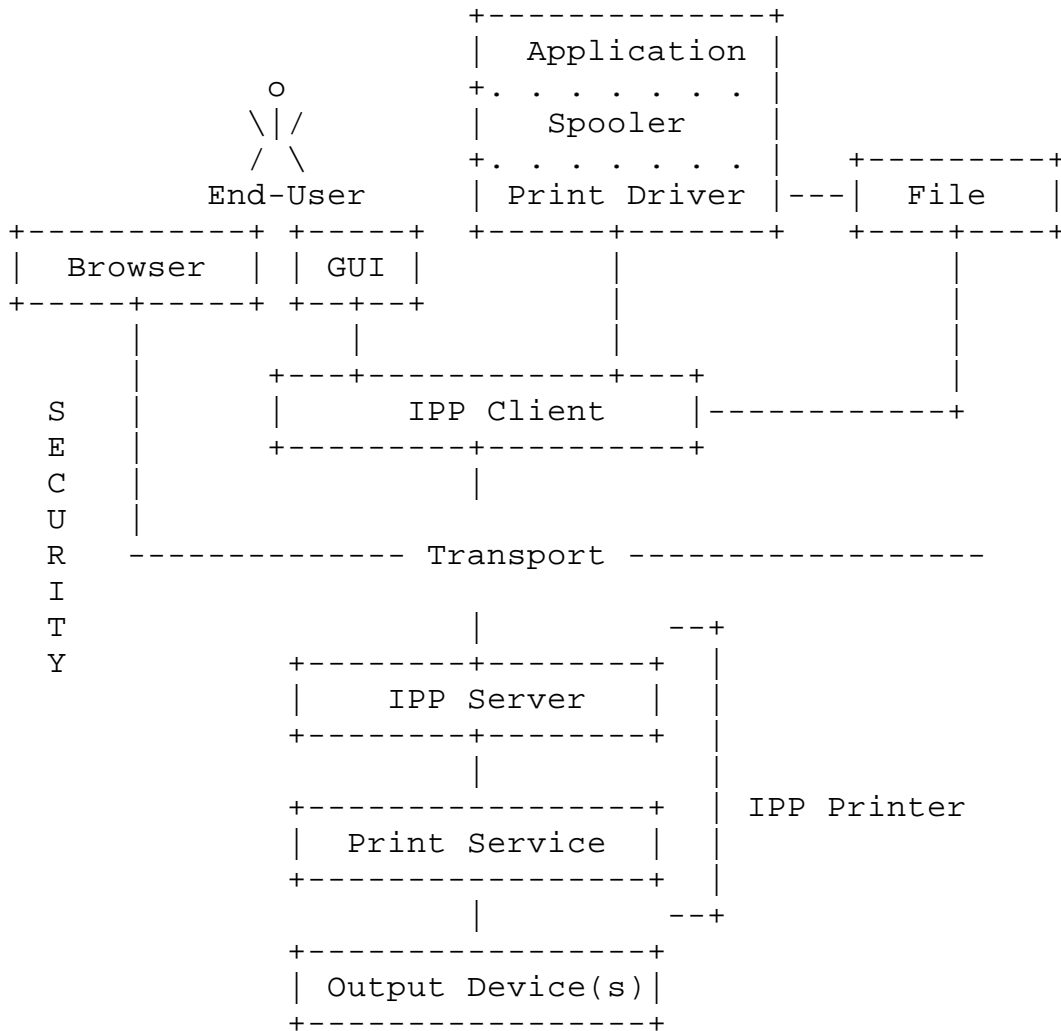 Application
Spooler
End-User
Print Driver
File
Browser
GUI
IPP Client
SECURITY
Transport
IPP Server
IPP Printer
Print Service
Output Device(s)